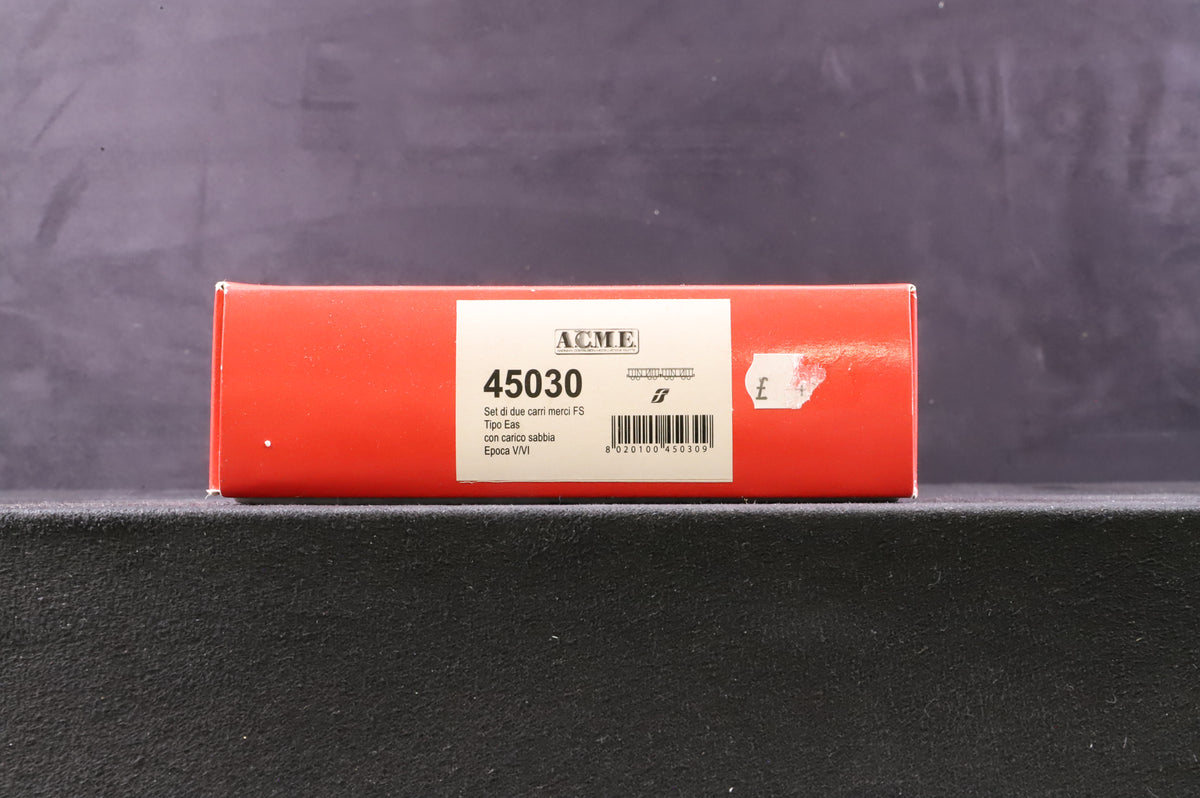 A.C.M.E.
45030
Set di due carri merci FS
Tipo Eas
con carico sabbia
Epoca V/VI
8 020100 450309
£